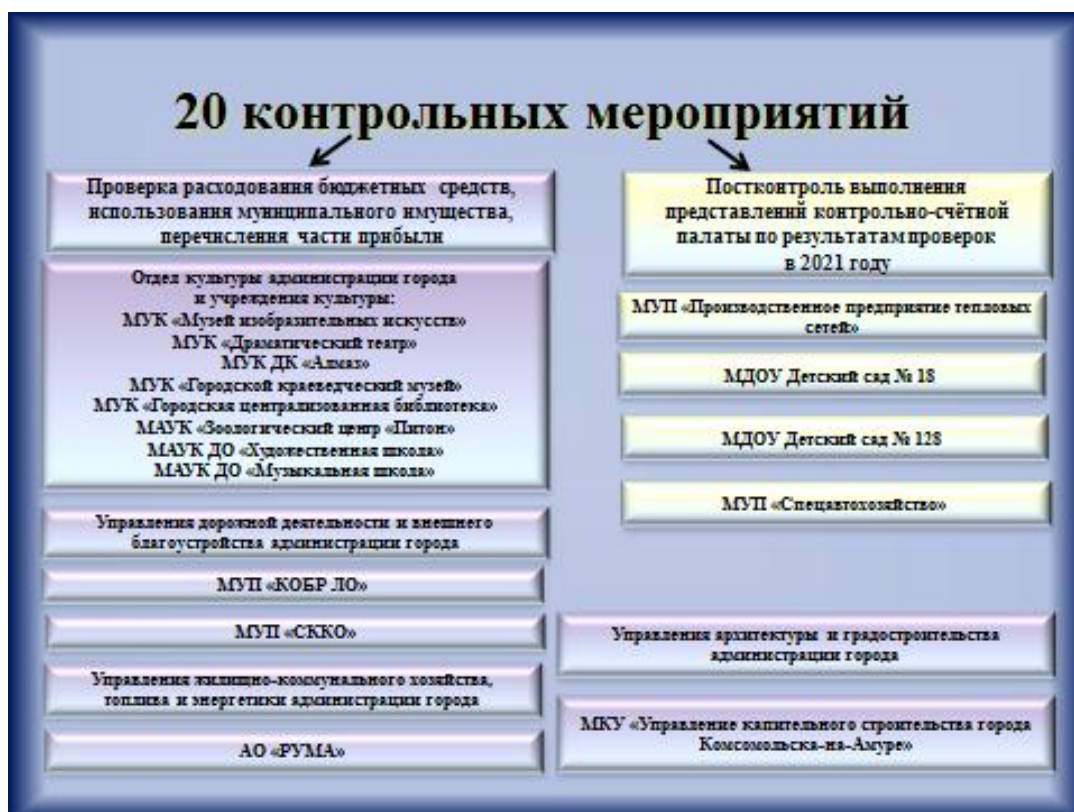 20 контрольных мероприятий
Проверка расходования бюджетных средств,
использования муниципального имущества,
перечисления части прибыли
Отдел культуры администрации города
и учреждения культуры:
МУК «Музей изобразительных искусств»
МУК «Драматический театр»
МУК ДК «Алмаз»
МУК «Городской краеведческий музей»
МУК «Городская централизованная библиотека»
МАУК «Зоологический центр «Питон»
МАУК ДО «Художественная школа»
МАУК ДО «Музыкальная школа»
Управления дорожной деятельности и внешнего
благоустройства администрации города
МУП «КОБР ЛО»
МУП «СККО»
Управления жилищно-коммунального хозяйства,
топлива и энергетики администрации города
АО «РУМА»
Постконтроль выполнения
представлений контрольно-счётной
палаты по результатам проверок
в 2021 году
МУП «Производственное предприятие тепловых
сетей»
МДОУ Детский сад № 18
МДОУ Детский сад № 128
МУП «Спецавтохозяйство»
Управления архитектуры и градостроительства
администрации города
МКУ «Управление капительного строительства города
Комсомольска-на-Амуре»